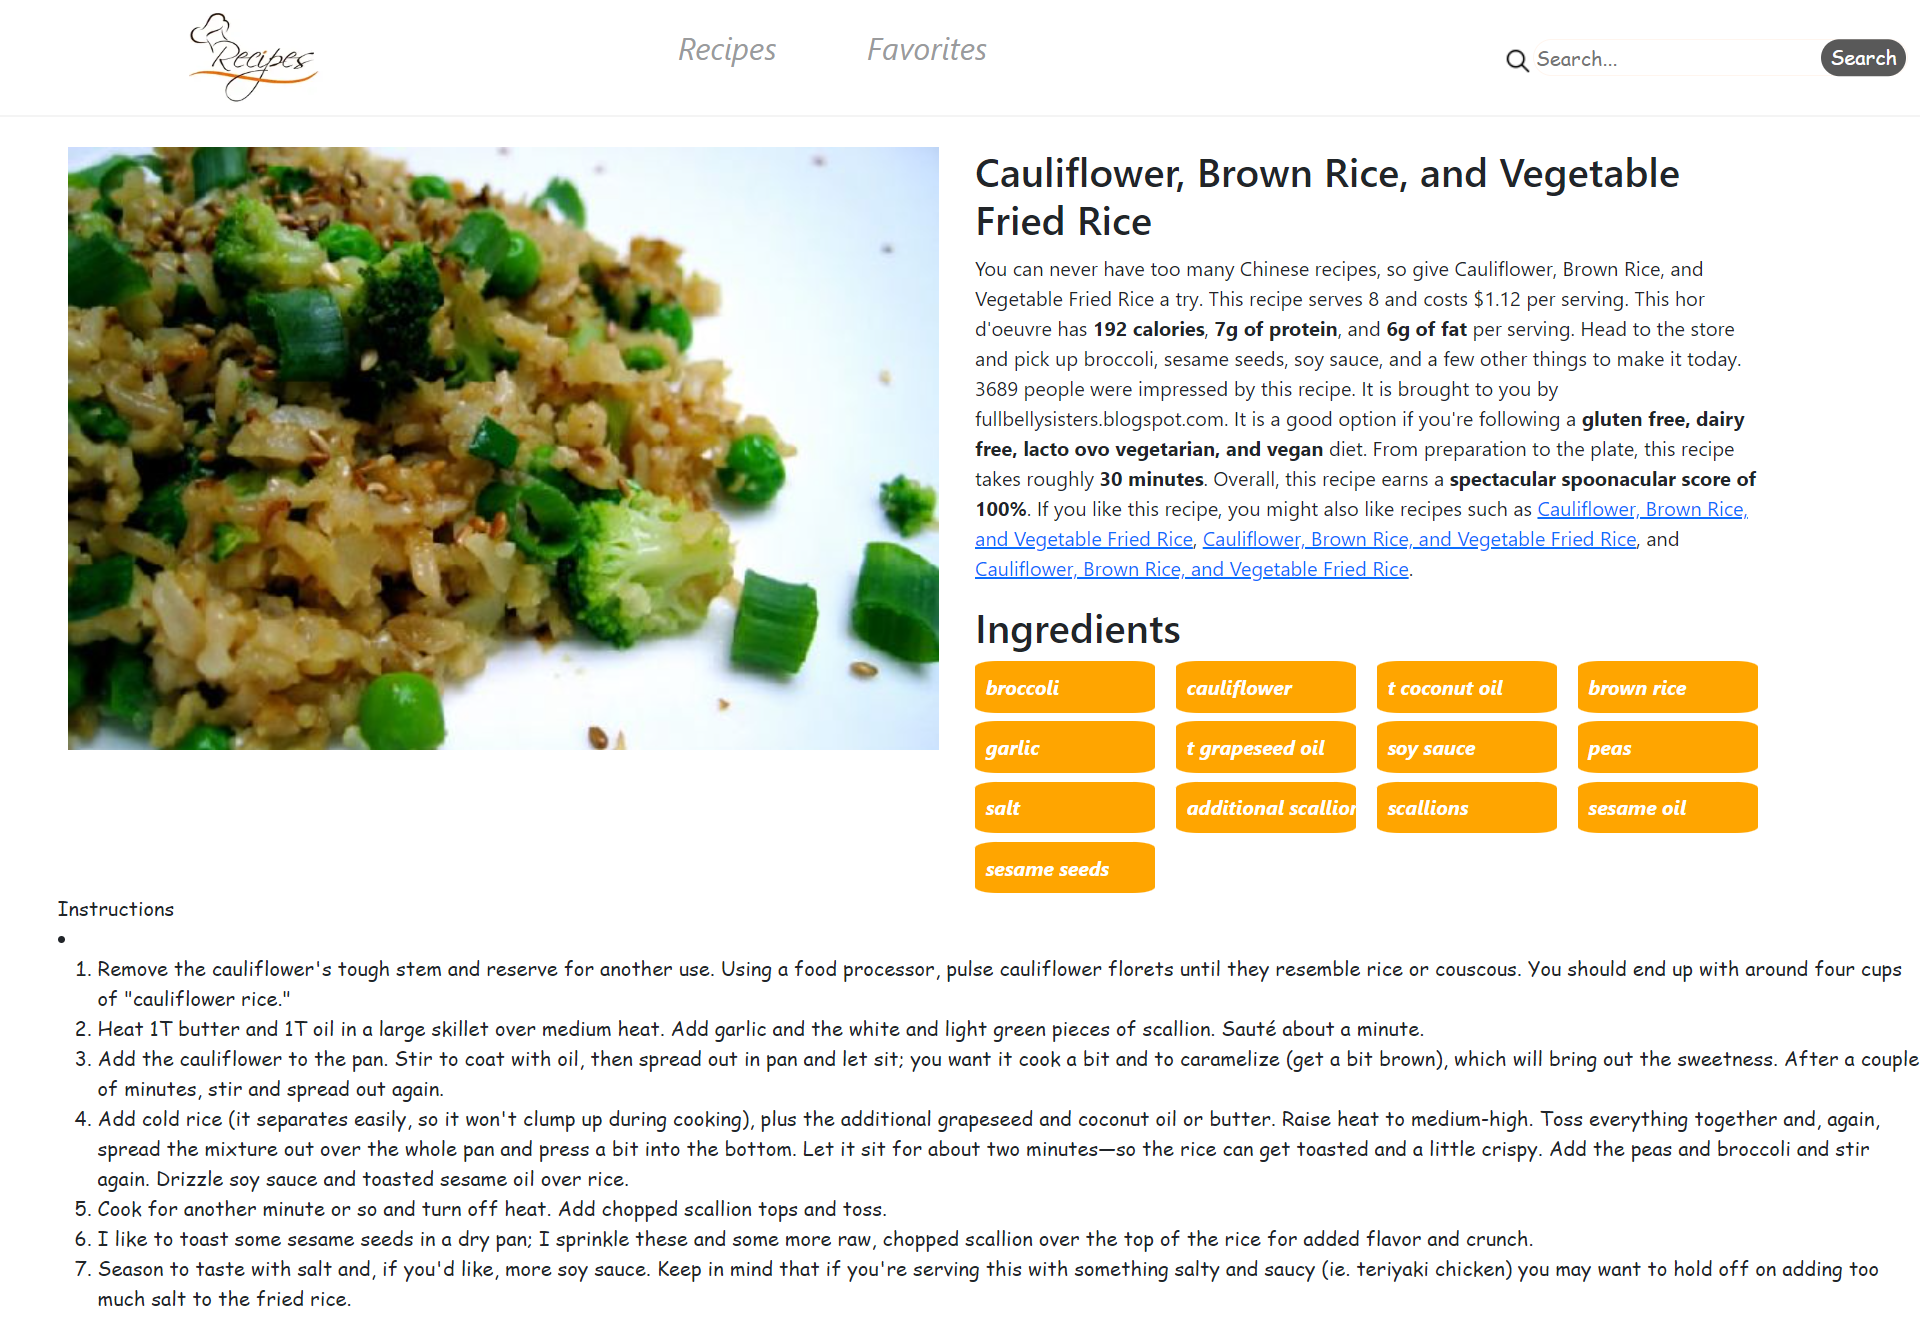 Recipes
Recipes
Favorites
Search...
Search
Cauliflower, Brown Rice, and Vegetable
Fried Rice
You can never have too many Chinese recipes, so give Cauliflower, Brown Rice, and
Vegetable Fried Rice a try. This recipe serves 8 and costs $1.12 per serving. This hor
d'oeuvre has 192 calories, 7g of protein, and 6g of fat per serving. Head to the store
and pick up broccoli, sesame seeds, soy sauce, and a few other things to make it today.
3689 people were impressed by this recipe. It is brought to you by
fullbellysisters.blogspot.com. It is a good option if you're following a gluten free, dairy
free, lacto ovo vegetarian, and vegan diet. From preparation to the plate, this recipe
takes roughly 30 minutes. Overall, this recipe earns a spectacular spoonacular score of
100%. If you like this recipe, you might also like recipes such as Cauliflower, Brown Rice,
and Vegetable Fried Rice, Cauliflower, Brown Rice, and Vegetable Fried Rice, and
Cauliflower, Brown Rice, and Vegetable Fried Rice.
Ingredients
broccoli
cauliflower
t coconut oil
brown rice
garlic
t grapeseed oil
soy sauce
peas
salt
additional scallion
scallions
sesame oil
sesame seeds
Instructions
1. Remove the cauliflower's tough stem and reserve for another use. Using a food processor, pulse cauliflower florets until they resemble rice or couscous. You should end up with around four cups
of "cauliflower rice."
2. Heat 1T butter and 1T oil in a large skillet over medium heat. Add garlic and the white and light green pieces of scallion. Sauté about a minute.
3. Add the cauliflower to the pan. Stir to coat with oil, then spread out in pan and let sit; you want it cook a bit and to caramelize (get a bit brown), which will bring out the sweetness. After a couple
of minutes, stir and spread out again.
4. Add cold rice (it separates easily, so it won't clump up during cooking), plus the additional grapeseed and coconut oil or butter. Raise heat to medium-high. Toss everything together and, again,
spread the mixture out over the whole pan and press a bit into the bottom. Let it sit for about two minutes—so the rice can get toasted and a little crispy. Add the peas and broccoli and stir
again. Drizzle soy sauce and toasted sesame oil over rice.
5. Cook for another minute or so and turn off heat. Add chopped scallion tops and toss.
6. I like to toast some sesame seeds in a dry pan; I sprinkle these and some more raw, chopped scallion over the top of the rice for added flavor and crunch.
7. Season to taste with salt and, if you'd like, more soy sauce. Keep in mind that if you're serving this with something salty and saucy (ie. teriyaki chicken) you may want to hold off on adding too
much salt to the fried rice.